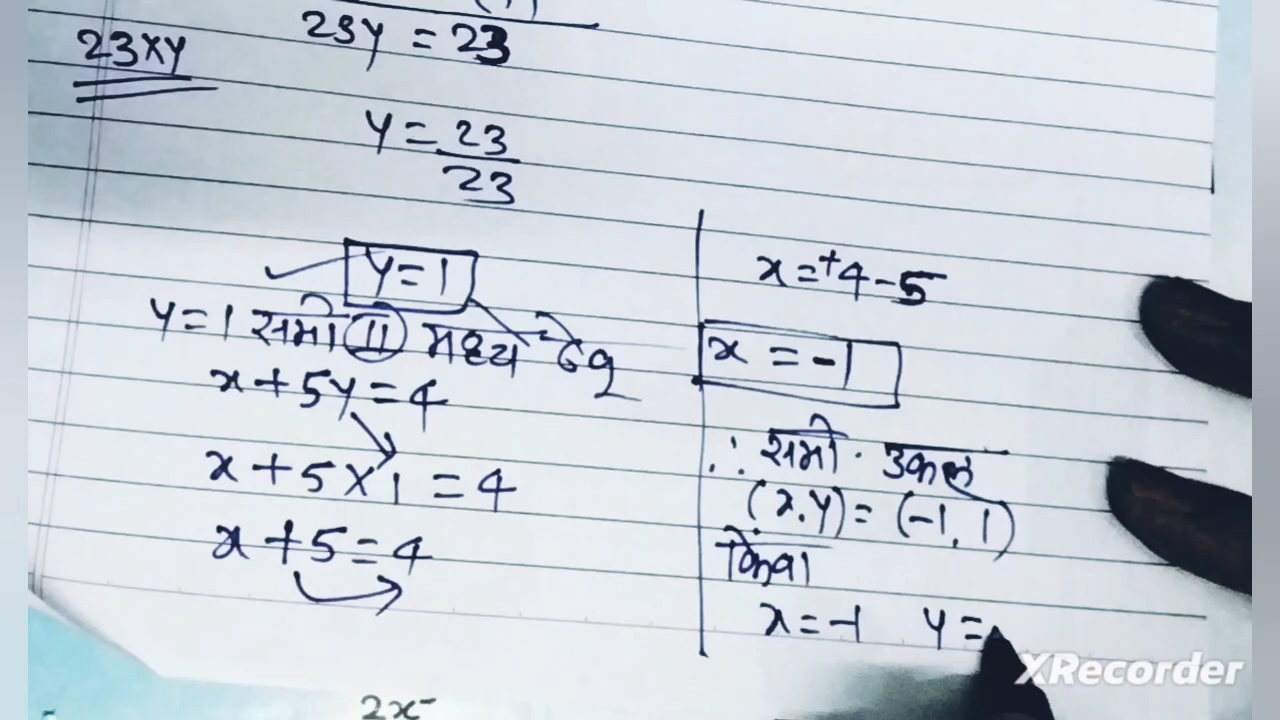 23y = 23
23xy
y = 23
23
y = 1
y = 1 समी II मध्ये ठेवु
x + 5y = 4
x + 5 x 1 = 4
x + 5 = 4
x = +4 - 5
x = -1
∴ समी. उकल
(x, y) = (-1, 1)
किंवा
x = -1 y =
XRecorder
2x